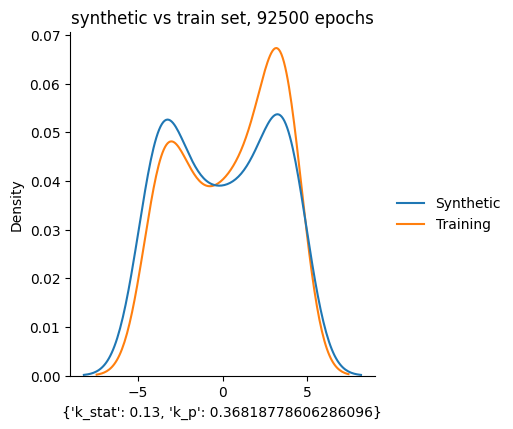 synthetic vs train set, 92500 epochs
0.07
0.06
0.05
0.04
0.03
0.02
0.01
0.00
Density
−5
0
5
{'k_stat': 0.13, 'k_p': 0.36818778606286096}
Synthetic
Training